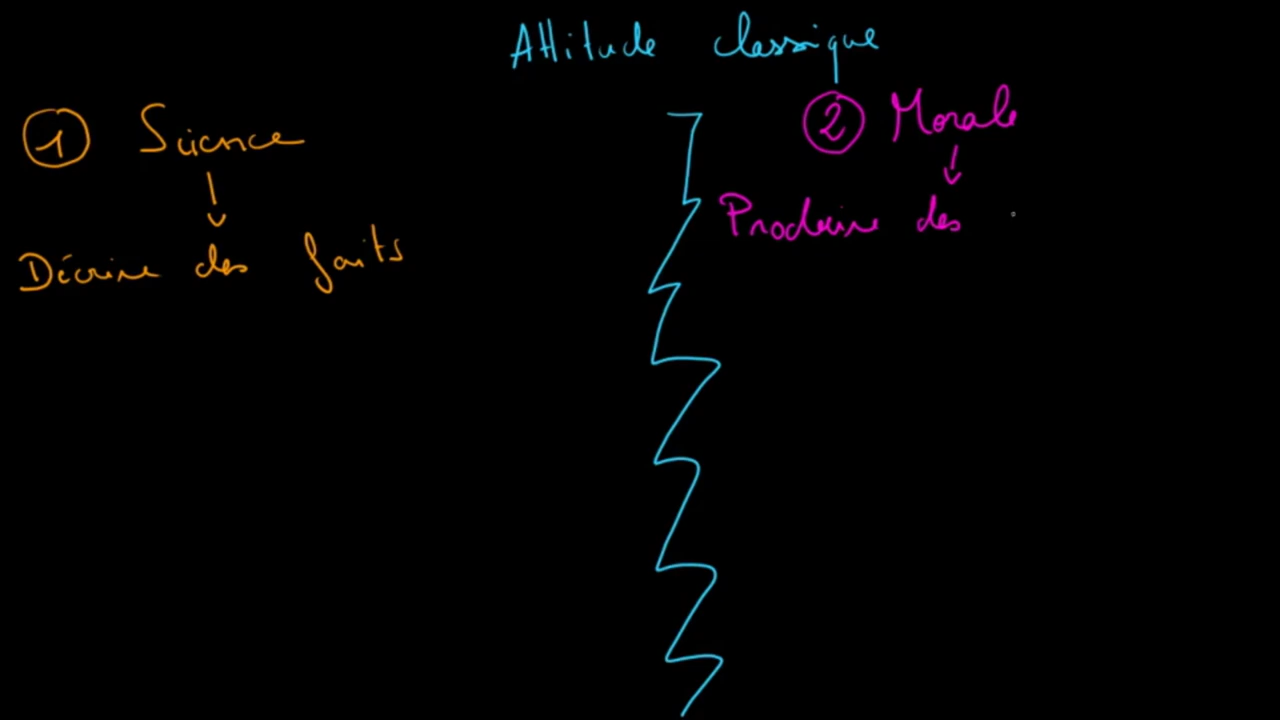 Attitude classique
1 Science
Décrire des faits
2 Morale
Produire des